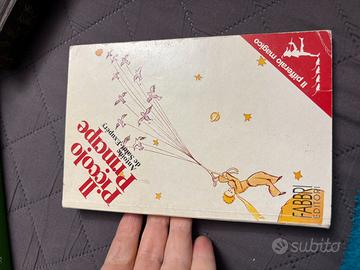 Il
Piccolo
Principe
Antoine
de Saint-Exupéry
Il pifferaio magico
FABBRI
EDITORI
subito